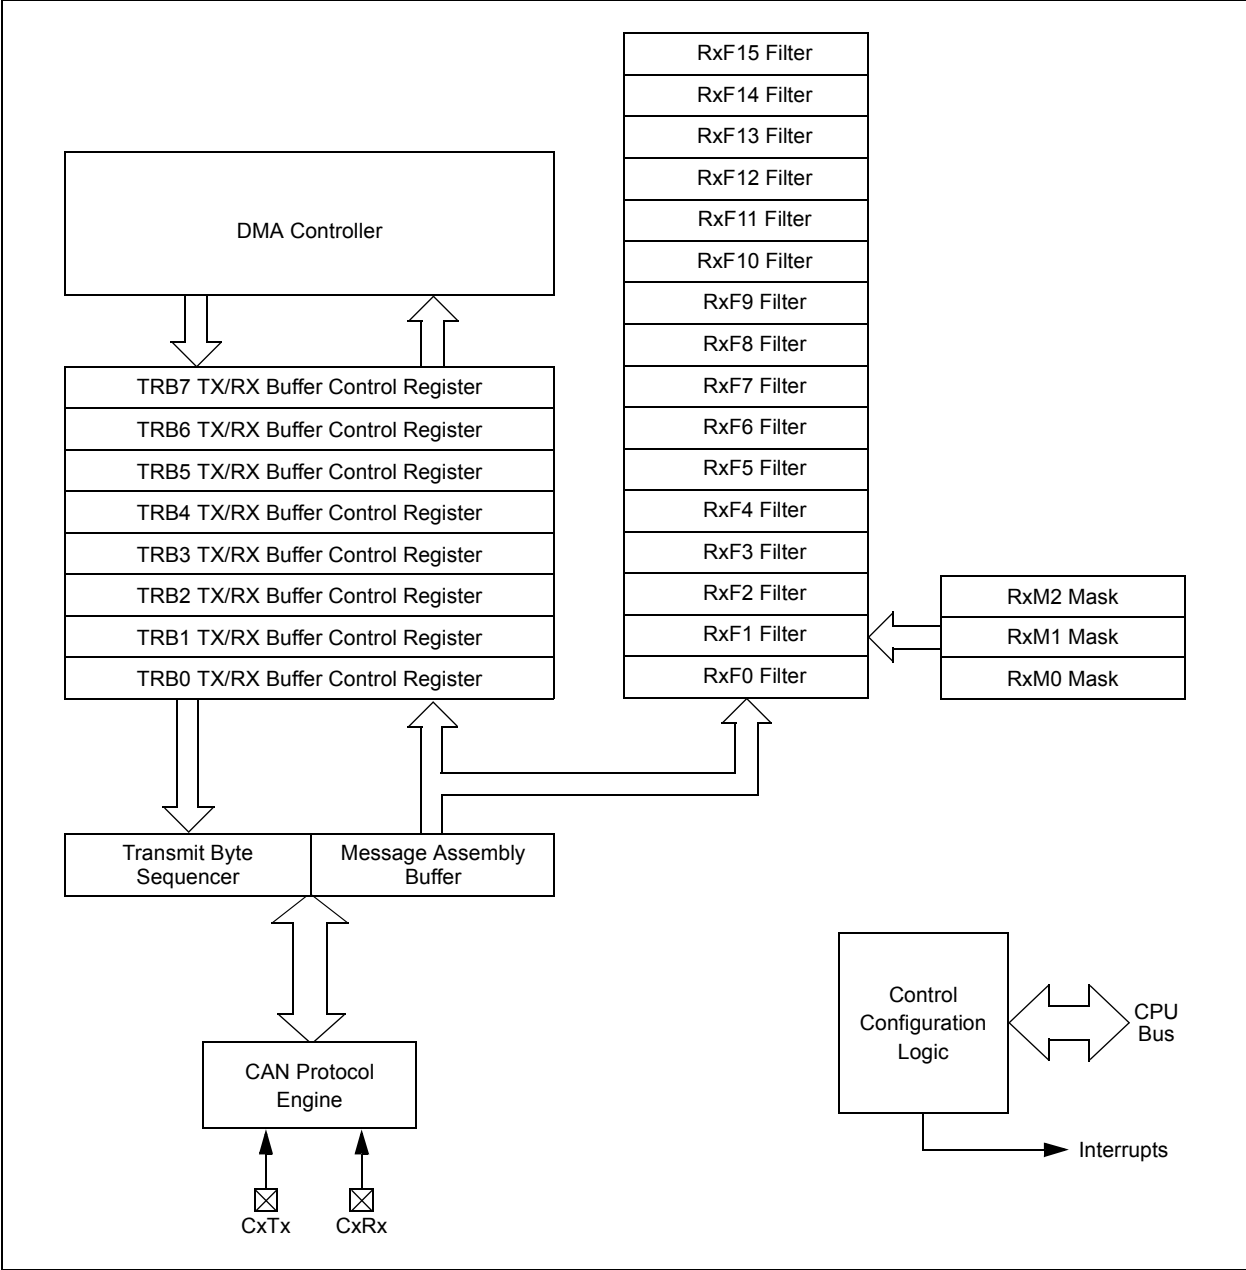 RxF15 Filter
RxF14 Filter
RxF13 Filter
RxF12 Filter
RxF11 Filter
RxF10 Filter
RxF9 Filter
RxF8 Filter
RxF7 Filter
RxF6 Filter
RxF5 Filter
RxF4 Filter
RxF3 Filter
RxF2 Filter
RxF1 Filter
RxF0 Filter
DMA Controller
TRB7 TX/RX Buffer Control Register
TRB6 TX/RX Buffer Control Register
TRB5 TX/RX Buffer Control Register
TRB4 TX/RX Buffer Control Register
TRB3 TX/RX Buffer Control Register
TRB2 TX/RX Buffer Control Register
TRB1 TX/RX Buffer Control Register
TRB0 TX/RX Buffer Control Register
RxM2 Mask
RxM1 Mask
RxM0 Mask
Transmit Byte
Sequencer
Message Assembly
Buffer
Control
Configuration
Logic
CPU
Bus
CAN Protocol
Engine
Interrupts
CxTx
CxRx